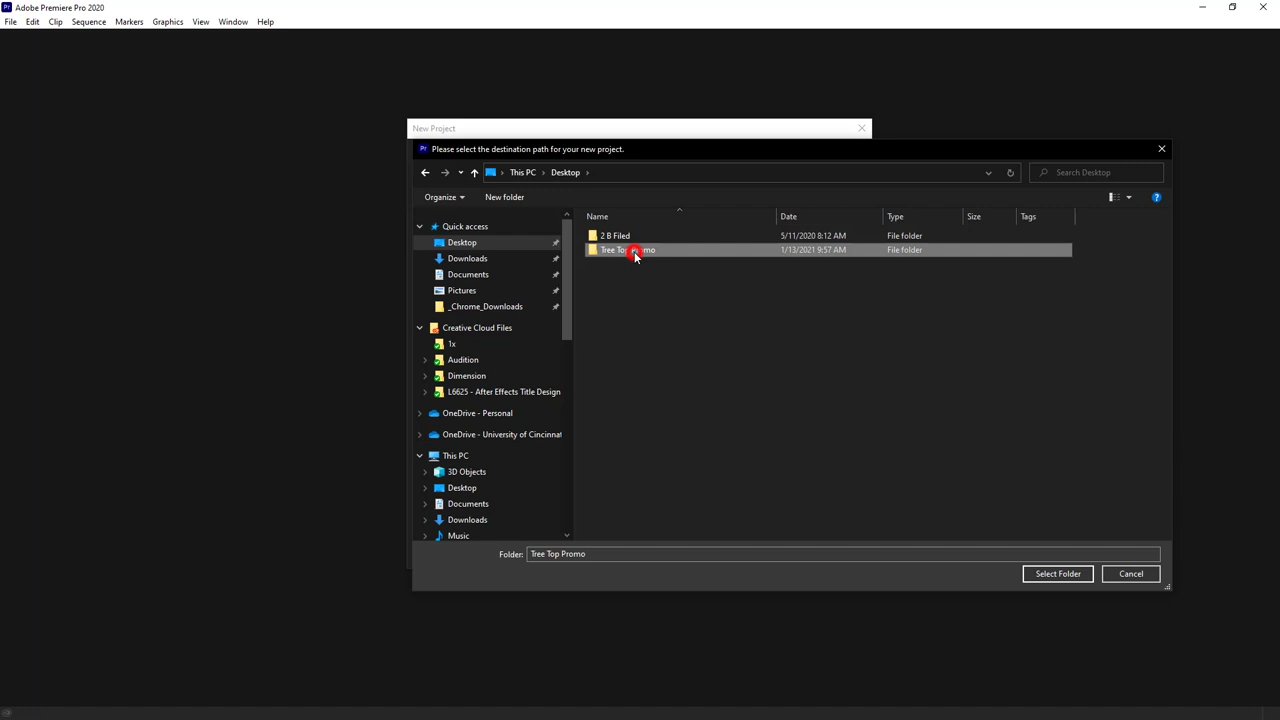 Adobe Premiere Pro 2020
File Edit Clip Sequence Markers Graphics View Window Help
New Project
Please select the destination path for your new project.
This PC Desktop
Search Desktop
Organize New folder
Name Date Type Size Tags
Quick access
Desktop
Downloads
Documents
Pictures
_Chrome_Downloads
Creative Cloud Files
1x
Audition
Dimension
L6625 - After Effects Title Design
OneDrive - Personal
OneDrive - University of Cincinnat
This PC
3D Objects
Desktop
Documents
Downloads
Music
2 B Filed 5/11/2020 8:12 AM File folder
Tree Top Promo 1/13/2021 9:57 AM File folder
Folder: Tree Top Promo
Select Folder Cancel